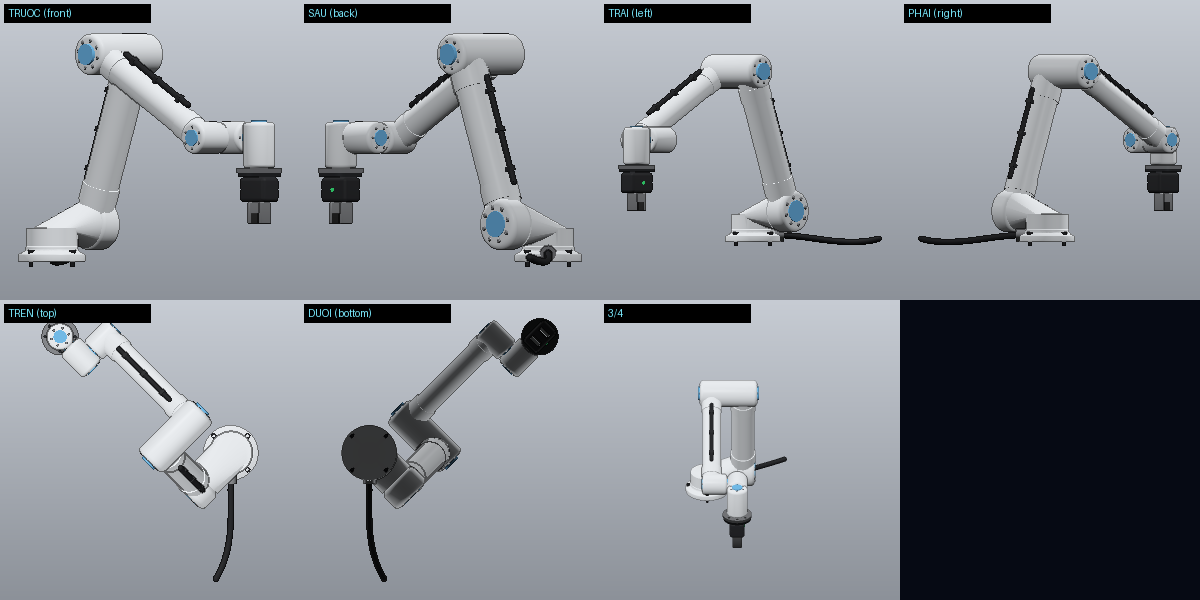 TRUOC (front)
SAU (back)
TRAI (left)
PHAI (right)
TREN (top)
DUOI (bottom)
3/4